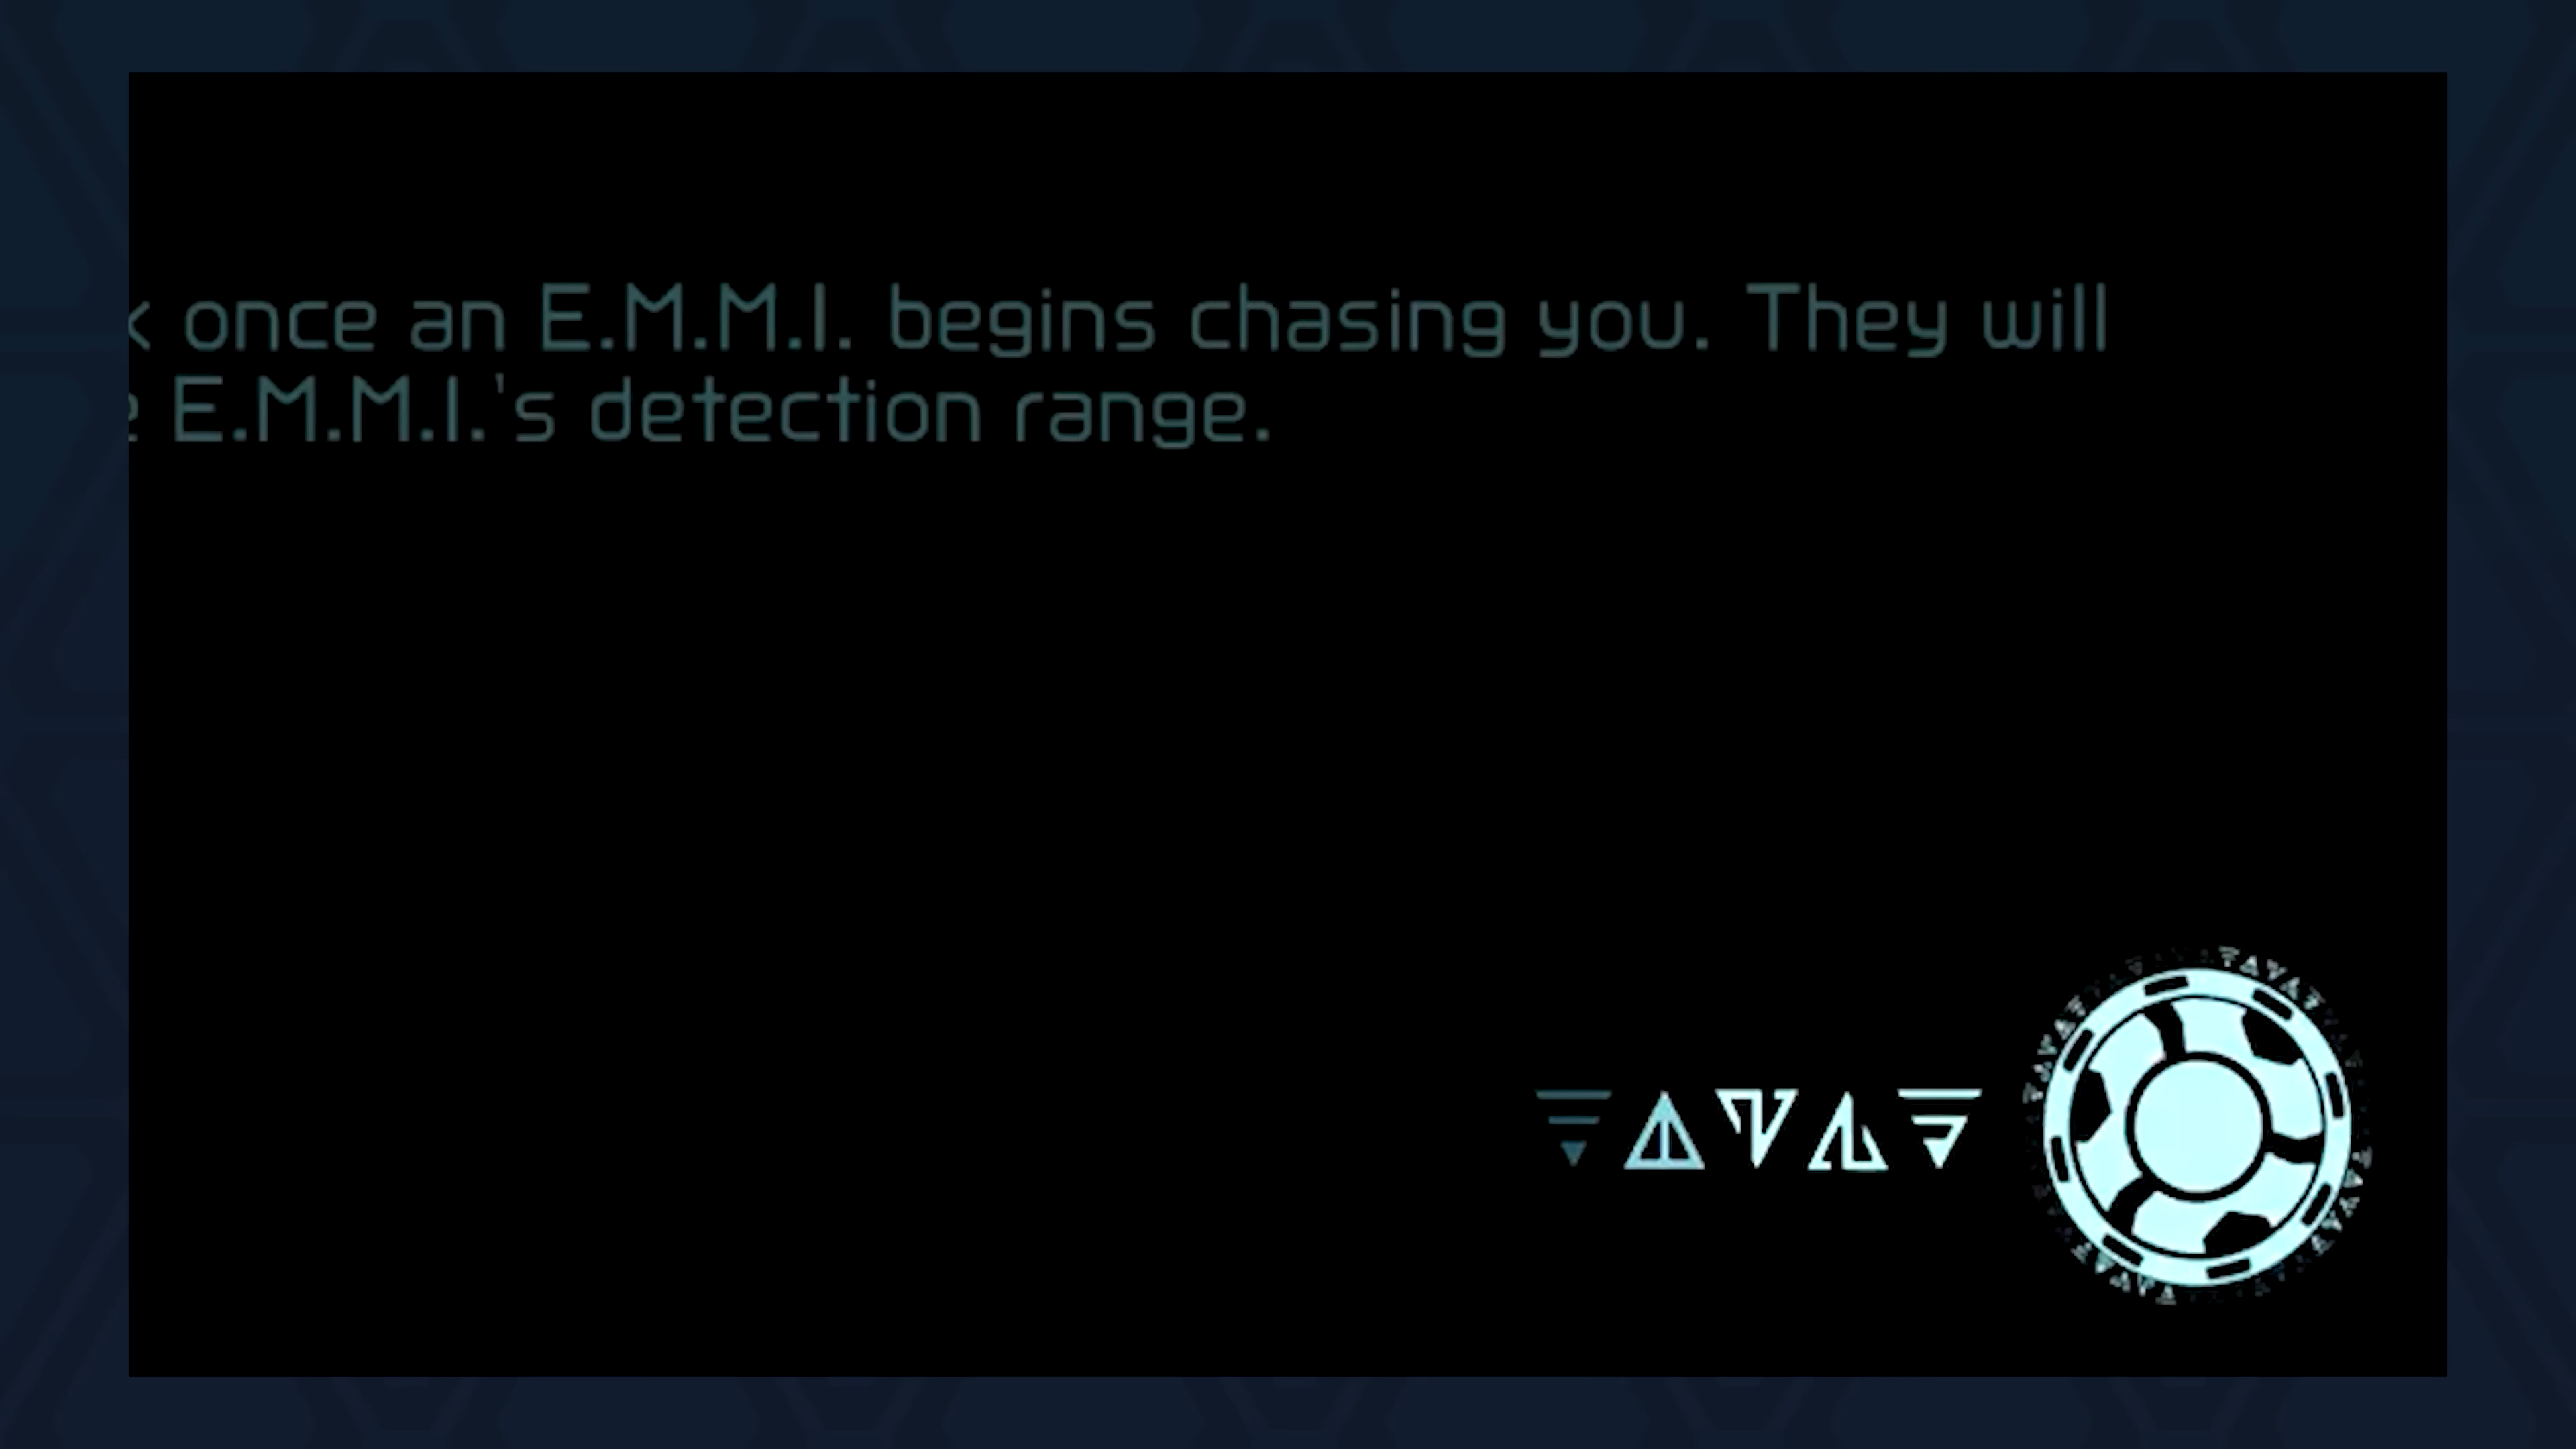 once an E.M.M.I. begins chasing you. They will
E.M.M.I.'s detection range.